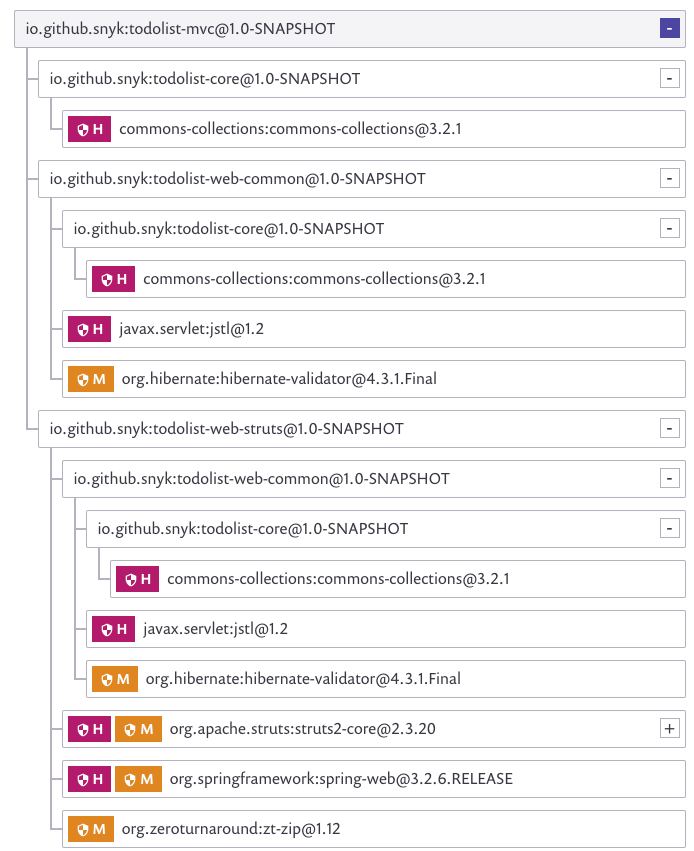 io.github.snyk:todolist-mvc@1.0-SNAPSHOT -
io.github.snyk:todolist-core@1.0-SNAPSHOT -
H commons-collections:commons-collections@3.2.1
io.github.snyk:todolist-web-common@1.0-SNAPSHOT -
io.github.snyk:todolist-core@1.0-SNAPSHOT -
H commons-collections:commons-collections@3.2.1
H javax.servlet:jstl@1.2
M org.hibernate:hibernate-validator@4.3.1.Final
io.github.snyk:todolist-web-struts@1.0-SNAPSHOT -
io.github.snyk:todolist-web-common@1.0-SNAPSHOT -
io.github.snyk:todolist-core@1.0-SNAPSHOT -
H commons-collections:commons-collections@3.2.1
H javax.servlet:jstl@1.2
M org.hibernate:hibernate-validator@4.3.1.Final
H M org.apache.struts:struts2-core@2.3.20 +
H M org.springframework:spring-web@3.2.6.RELEASE
M org.zeroturnaround:zt-zip@1.12